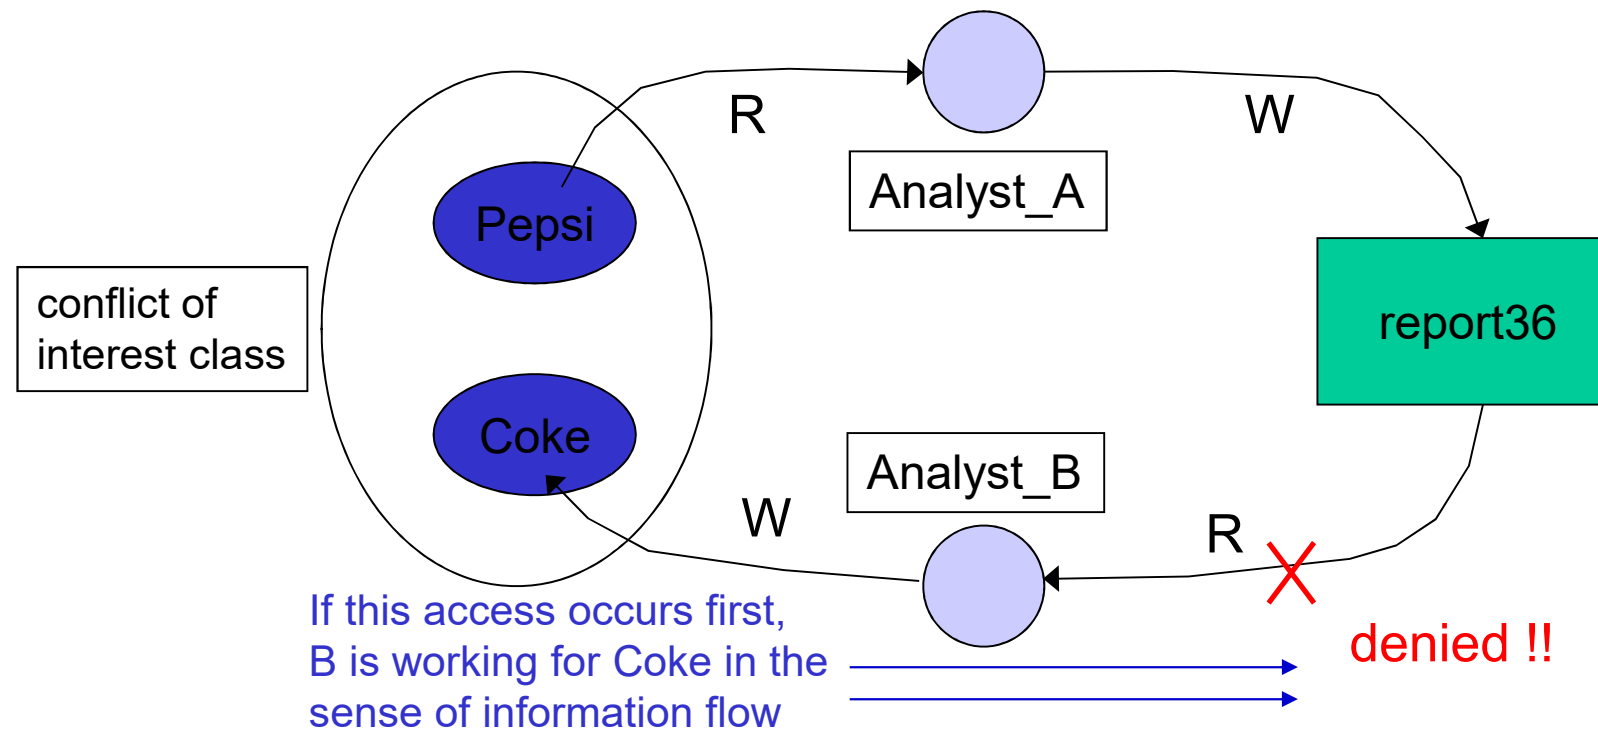 R
W
Analyst_A
Pepsi
conflict of
interest class
report36
Coke
Analyst_B
W
R
If this access occurs first,
B is working for Coke in the
sense of information flow
denied !!